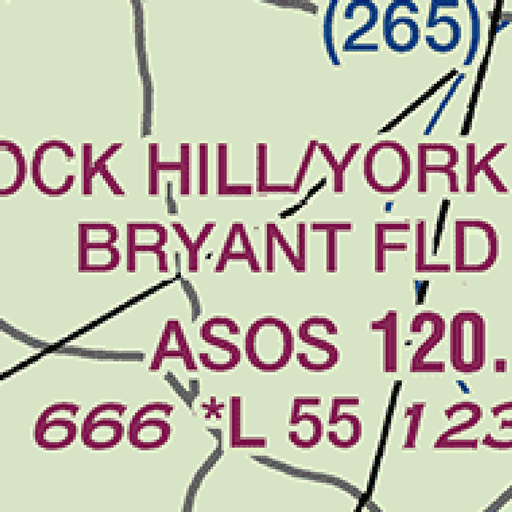 (265)
OCK HILL/YORK
BRYANT FLD
ASOS 120.
666 *L 55 123